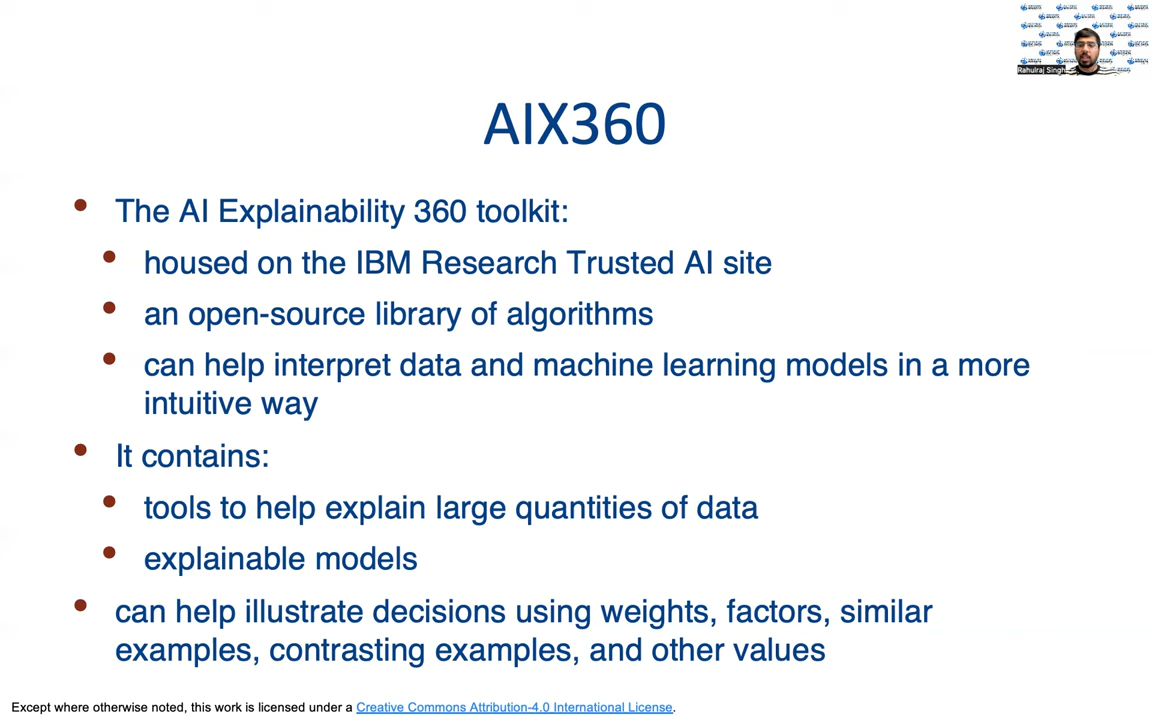 Rahulraj Singh
AIX360
• The AI Explainability 360 toolkit:
• housed on the IBM Research Trusted AI site
• an open-source library of algorithms
• can help interpret data and machine learning models in a more
intuitive way
• It contains:
• tools to help explain large quantities of data
• explainable models
• can help illustrate decisions using weights, factors, similar
examples, contrasting examples, and other values
Except where otherwise noted, this work is licensed under a Creative Commons Attribution-4.0 International License.